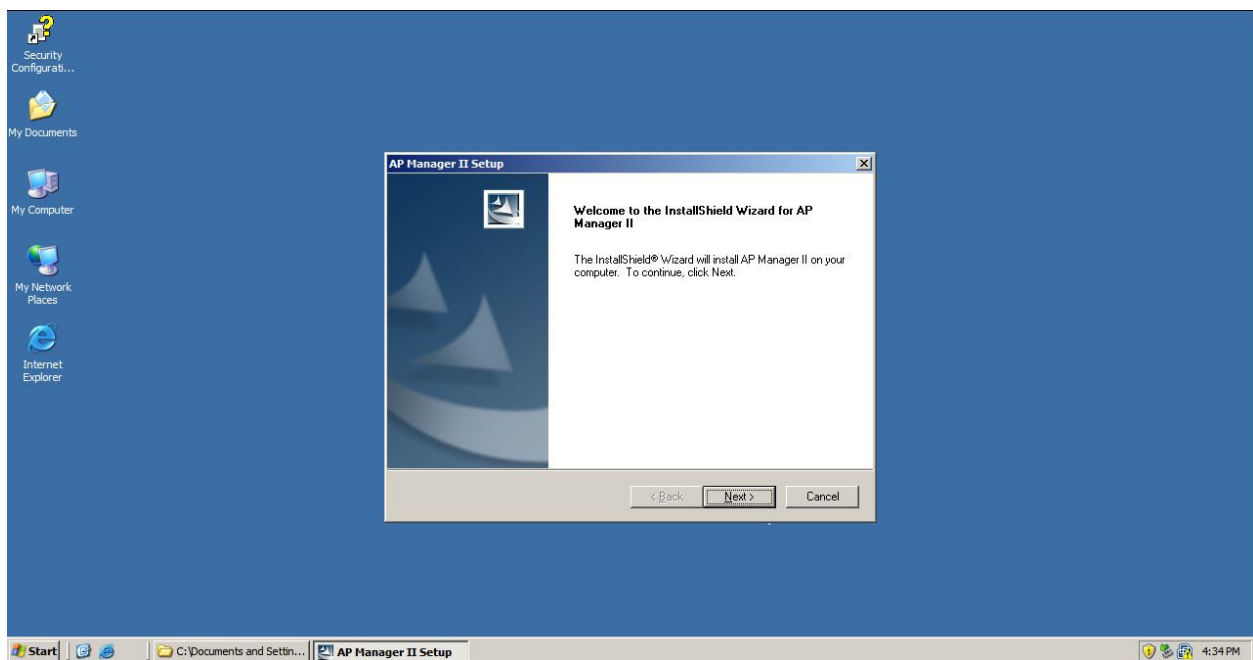 Security
Configurati...
My Documents
My Computer
My Network
Places
Internet
Explorer
AP Manager II Setup
Welcome to the InstallShield Wizard for AP
Manager II
The InstallShield® Wizard will install AP Manager II on your
computer. To continue, click Next.
< Back
Next >
Cancel
Start
C:\Documents and Settin...
AP Manager II Setup
4:34 PM